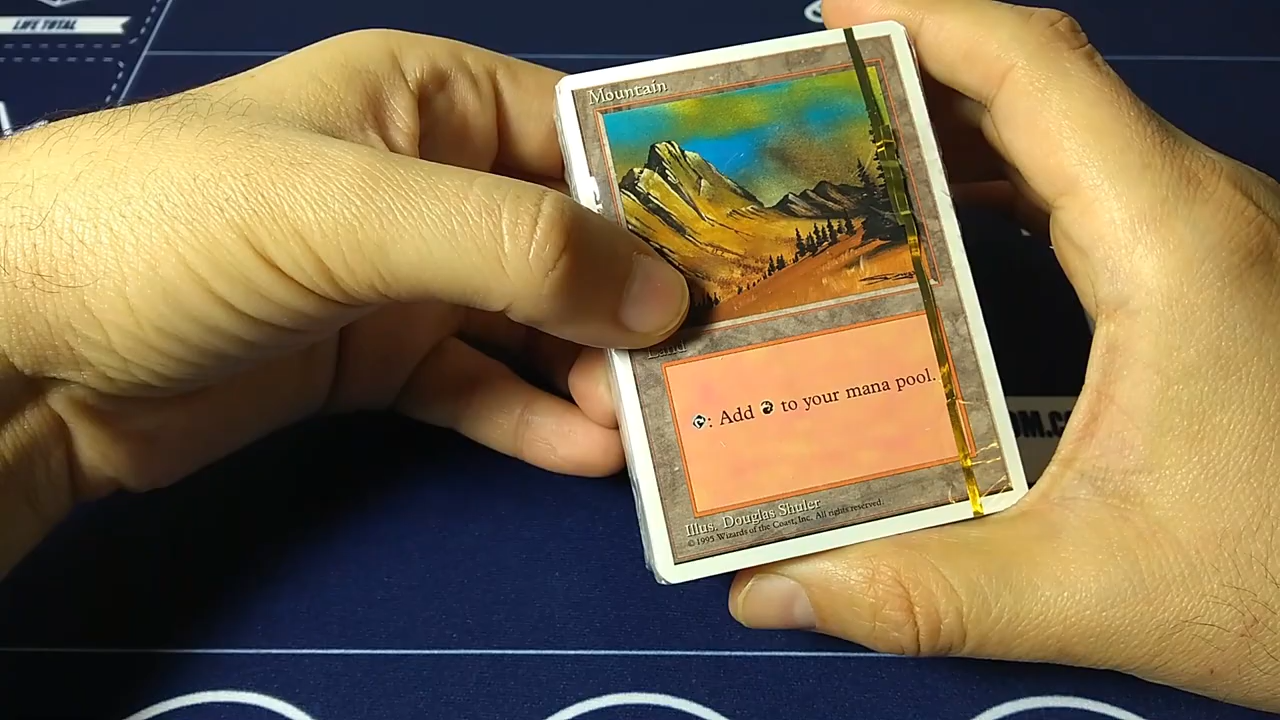 LIFE TOTAL
Mountain
Land
: Add to your mana pool.
OM.CO
Illus. Douglas Shuler
© 1995 Wizards of the Coast, Inc. All rights reserved.